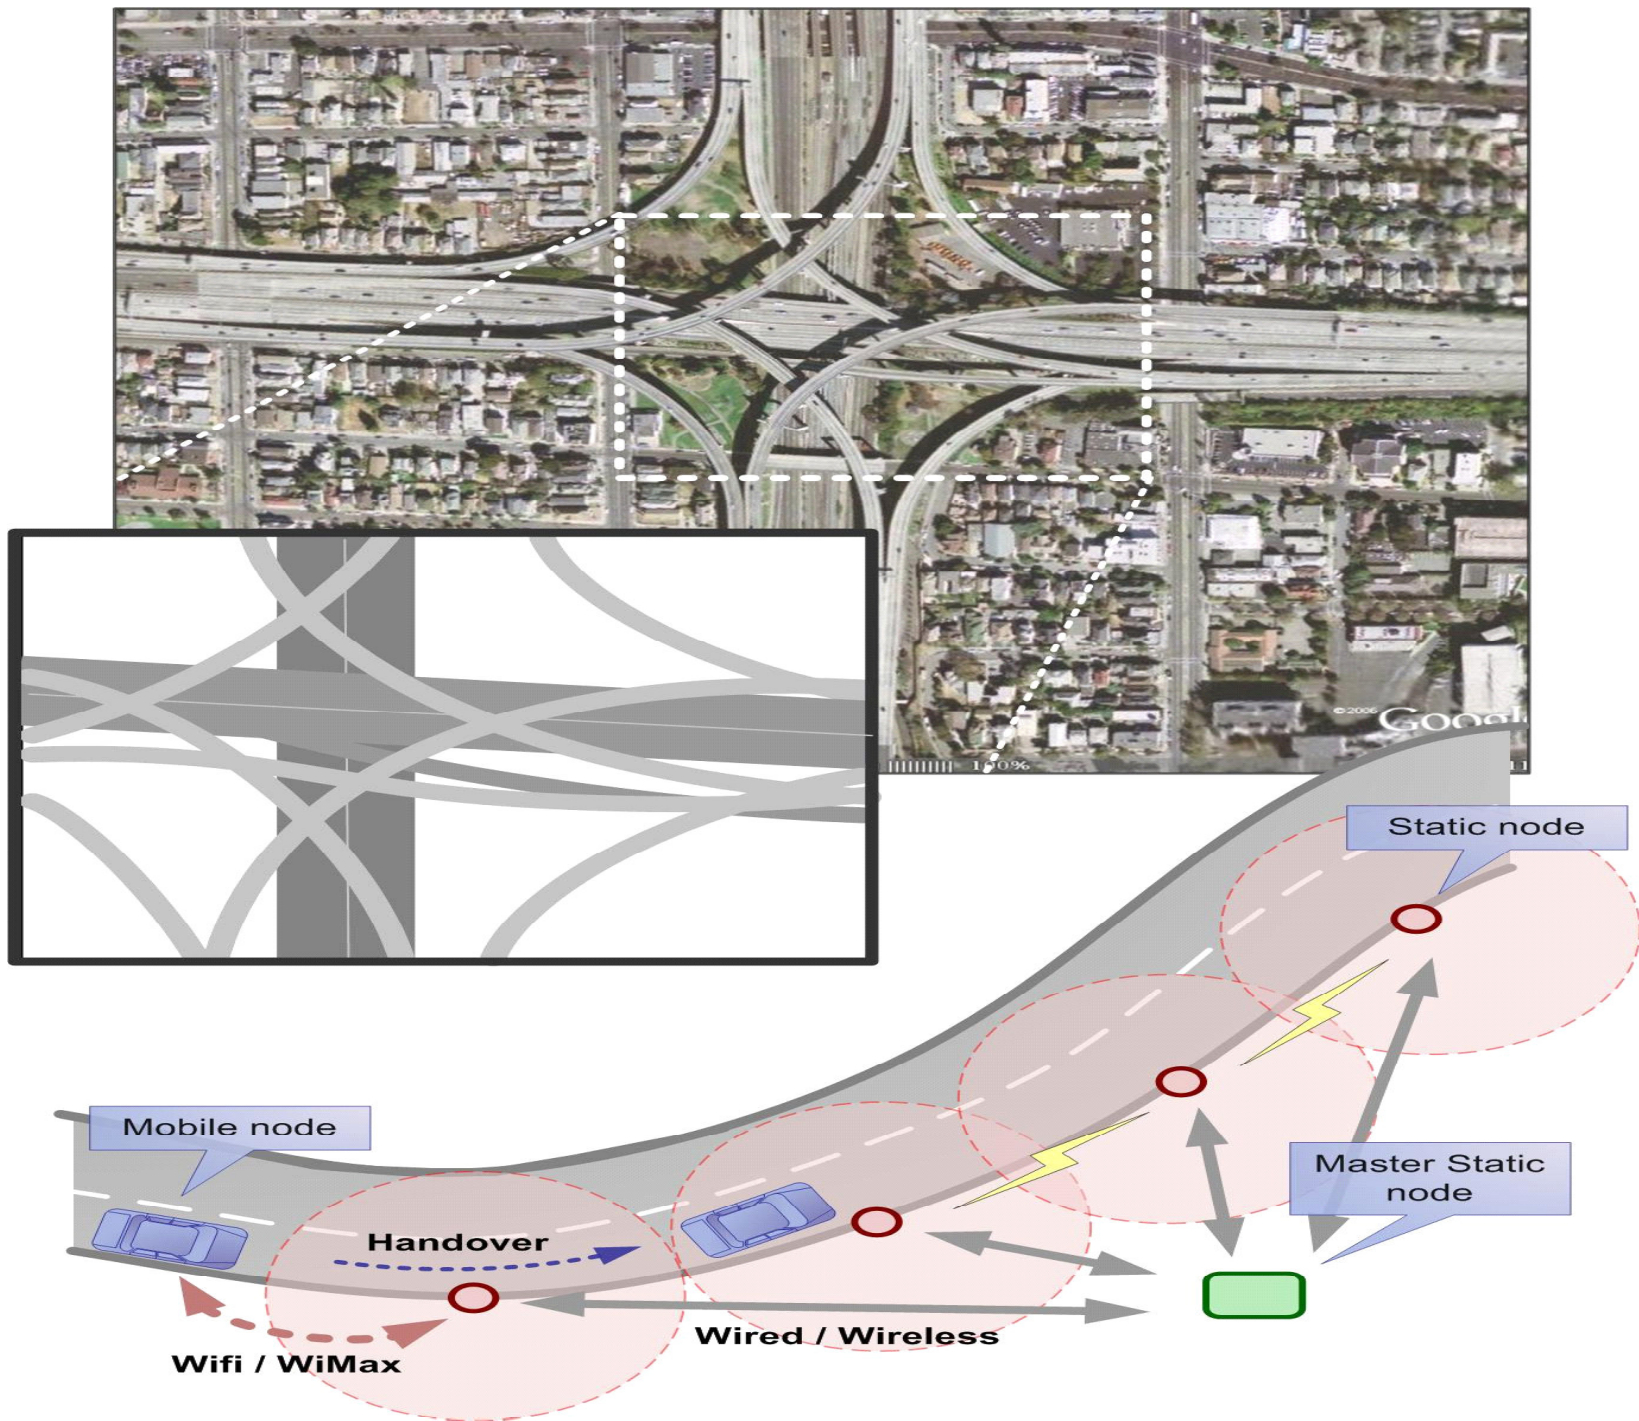 ©2006 Google
100%
Static node
Mobile node
Master Static
node
Handover
Wired / Wireless
Wifi / WiMax